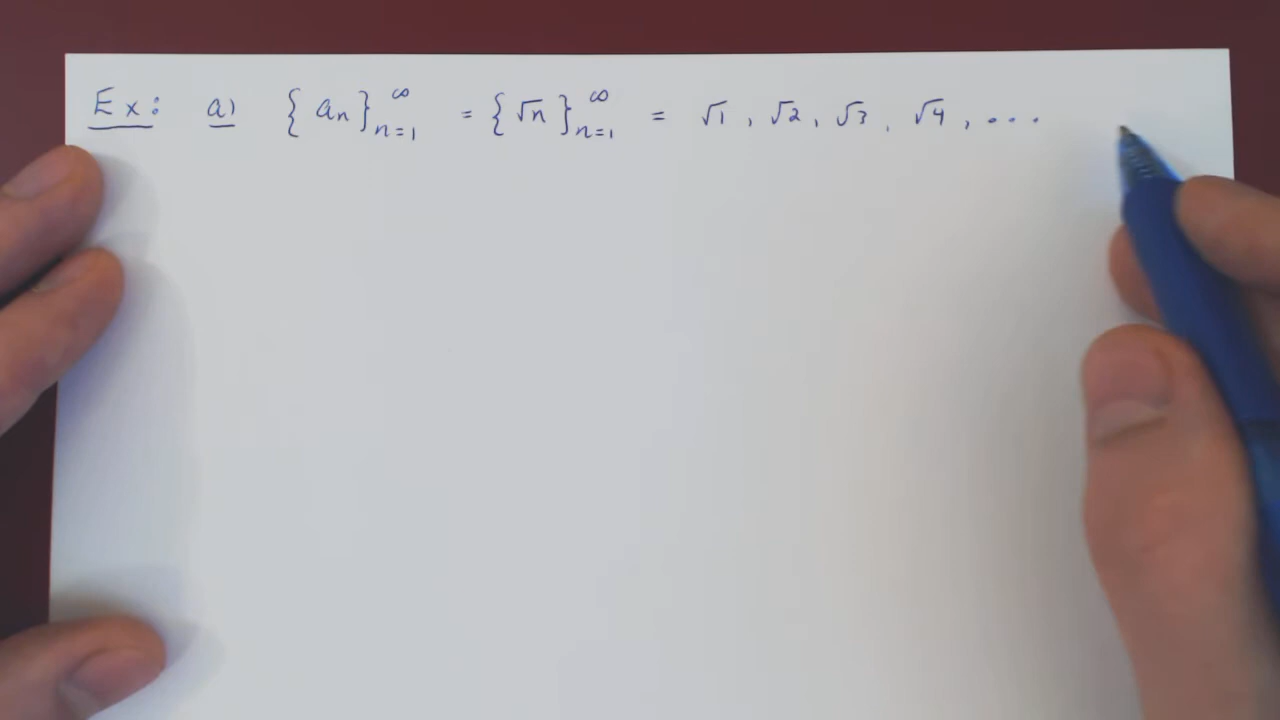 Ex: a) {aₙ}_{n=1}^{∞} = {√n}_{n=1}^{∞} = √1, √2, √3, √4, ...